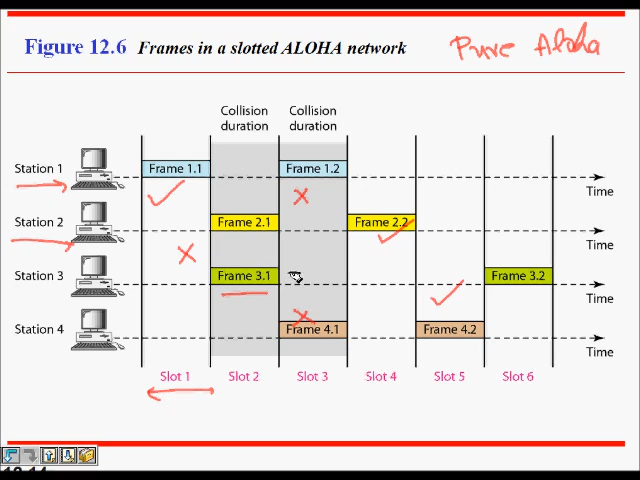 Figure 12.6 Frames in a slotted ALOHA network
Pure Aloha
Collision duration
Collision duration
Station 1
Frame 1.1
Frame 1.2
Time
Station 2
Frame 2.1
Frame 2.2
Time
Station 3
Frame 3.1
Frame 3.2
Time
Station 4
Frame 4.1
Frame 4.2
Time
Slot 1
Slot 2
Slot 3
Slot 4
Slot 5
Slot 6